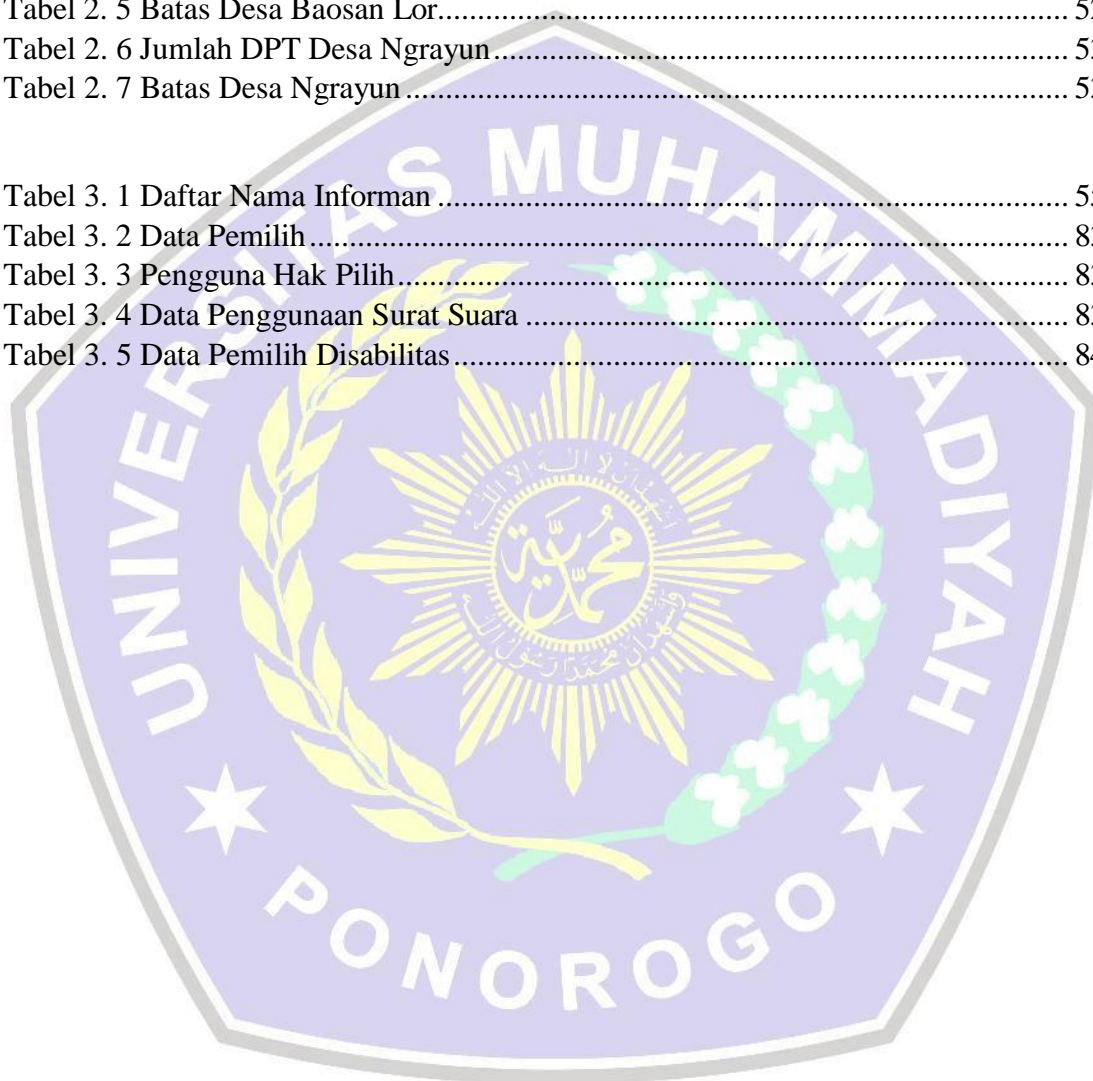 Tabel 2. 5 Batas Desa Baosan Lor
Tabel 2. 6 Jumlah DPT Desa Ngrayun
Tabel 2. 7 Batas Desa Ngrayun
Tabel 3. 1 Daftar Nama Informan
Tabel 3. 2 Data Pemilih
Tabel 3. 3 Pengguna Hak Pilih
Tabel 3. 4 Data Penggunaan Surat Suara
Tabel 3. 5 Data Pemilih Disabilitas
UNIVERSITAS MUHAMMADIYAH
PONOROGO
محمدية